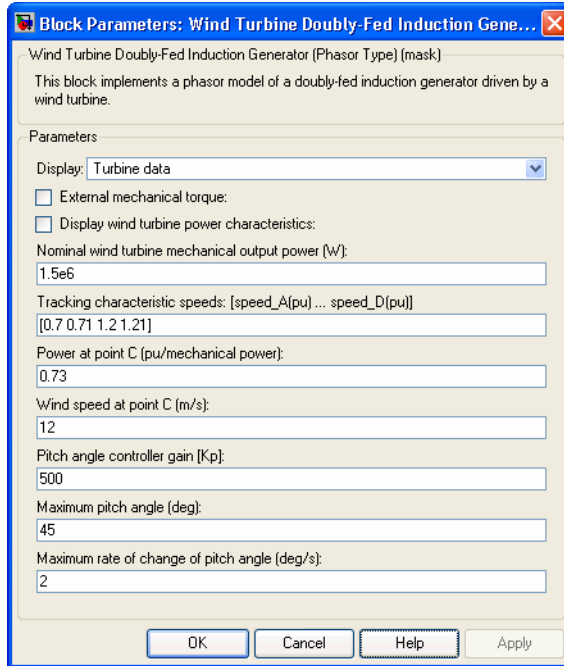 Block Parameters: Wind Turbine Doubly-Fed Induction Gene...
Wind Turbine Doubly-Fed Induction Generator (Phasor Type) (mask)
This block implements a phasor model of a doubly-fed induction generator driven by a
wind turbine.
Parameters
Display: Turbine data
External mechanical torque:
Display wind turbine power characteristics:
Nominal wind turbine mechanical output power (W):
1.5e6
Tracking characteristic speeds: [speed_A(pu) ... speed_D(pu)]
[0.7 0.71 1.2 1.21]
Power at point C (pu/mechanical power):
0.73
Wind speed at point C (m/s):
12
Pitch angle controller gain [Kp]:
500
Maximum pitch angle (deg):
45
Maximum rate of change of pitch angle (deg/s):
2
OK Cancel Help Apply